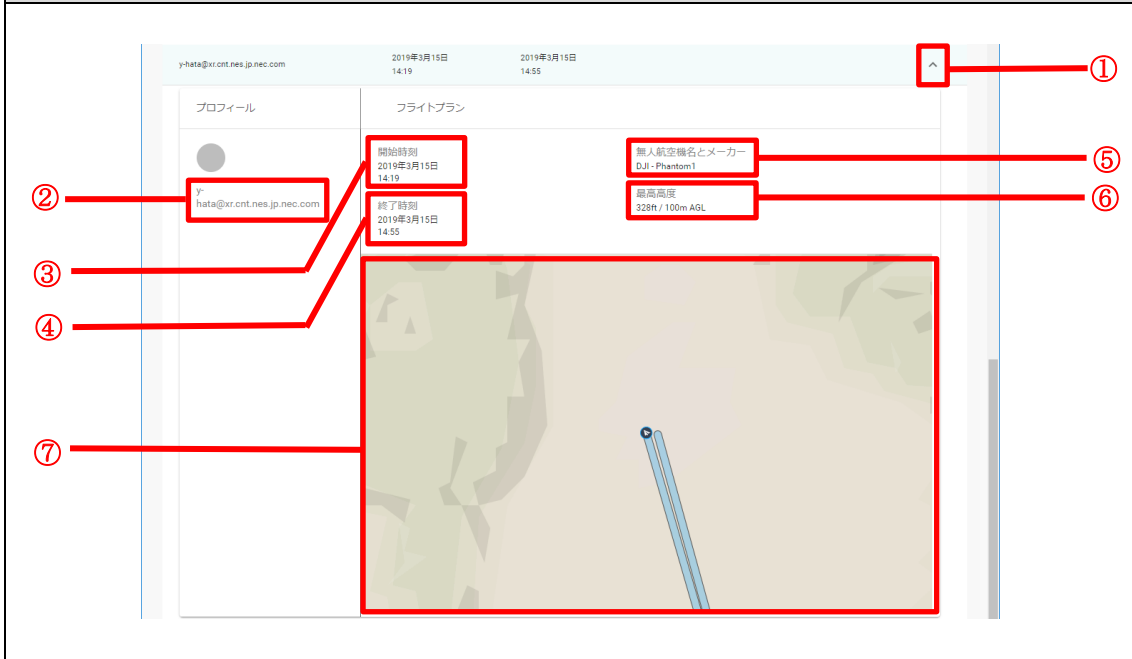 y-hata@xr.cnt.nes.jp.nec.com 2019年3月15日 2019年3月15日
14:19 14:55
①
プロフィール フライトプラン
開始時刻
2019年3月15日
14:19
無人航空機名とメーカー
DJI - Phantom1
⑤
②
y-
hata@xr.cnt.nes.jp.nec.com
最高高度
328ft / 100m AGL
⑥
終了時刻
2019年3月15日
14:55
③
④
⑦